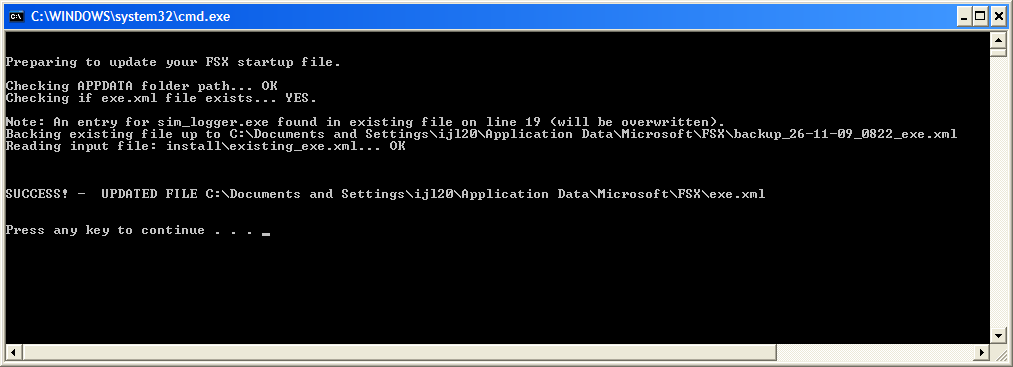 C:\WINDOWS\system32\cmd.exe
Preparing to update your FSX startup file.
Checking APPDATA folder path... OK
Checking if exe.xml file exists... YES.
Note: An entry for sim_logger.exe found in existing file on line 19 (will be overwritten).
Backing existing file up to C:\Documents and Settings\ijl20\Application Data\Microsoft\FSX\backup_26-11-09_0822_exe.xml
Reading input file: install\existing_exe.xml... OK
SUCCESS! -  UPDATED FILE C:\Documents and Settings\ijl20\Application Data\Microsoft\FSX\exe.xml
Press any key to continue . . . _